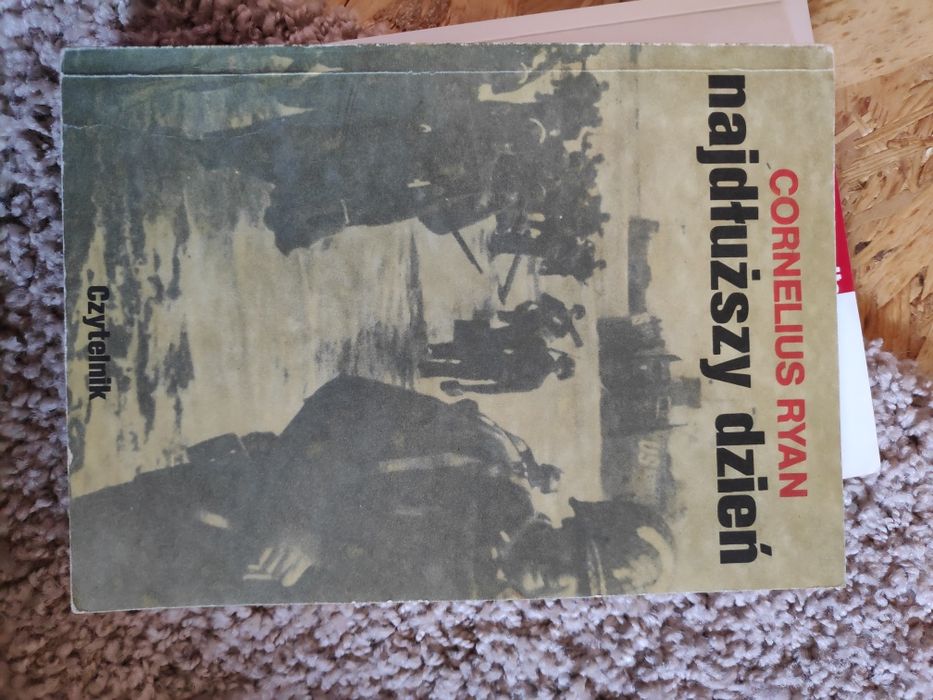 CORNELIUS RYAN
najdłuższy dzień
Czytelnik